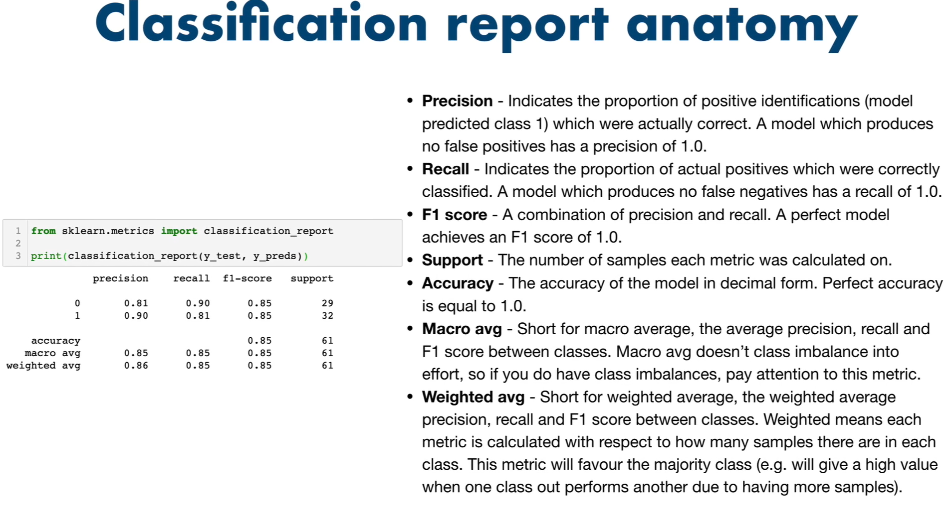 Classification report anatomy
1 from sklearn.metrics import classification_report
2
3 print(classification_report(y_test, y_preds))
precision recall f1-score support
0 0.81 0.90 0.85 29
1 0.90 0.81 0.85 32
accuracy 0.85 61
macro avg 0.85 0.85 0.85 61
weighted avg 0.86 0.85 0.85 61
• Precision - Indicates the proportion of positive identifications (model
predicted class 1) which were actually correct. A model which produces
no false positives has a precision of 1.0.
• Recall - Indicates the proportion of actual positives which were correctly
classified. A model which produces no false negatives has a recall of 1.0.
• F1 score - A combination of precision and recall. A perfect model
achieves an F1 score of 1.0.
• Support - The number of samples each metric was calculated on.
• Accuracy - The accuracy of the model in decimal form. Perfect accuracy
is equal to 1.0.
• Macro avg - Short for macro average, the average precision, recall and
F1 score between classes. Macro avg doesn’t class imbalance into
effort, so if you do have class imbalances, pay attention to this metric.
• Weighted avg - Short for weighted average, the weighted average
precision, recall and F1 score between classes. Weighted means each
metric is calculated with respect to how many samples there are in each
class. This metric will favour the majority class (e.g. will give a high value
when one class out performs another due to having more samples).